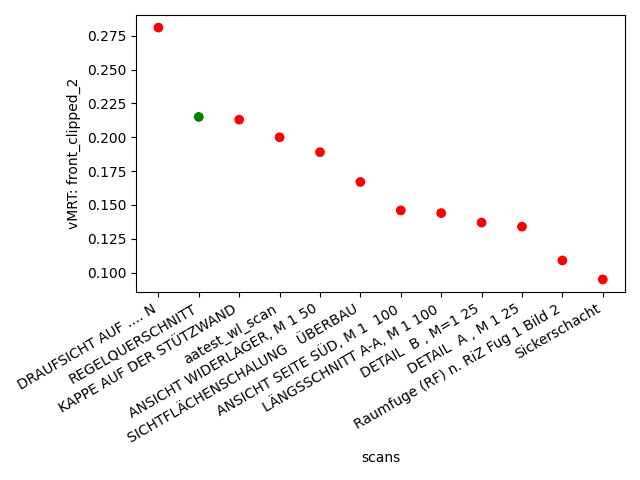 0.275
0.250
0.225
0.200
0.175
0.150
0.125
0.100
vMRT: front_clipped_2
DRAUFSICHT AUF .... N
REGELQUERSCHNITT
KAPPE AUF DER STÜTZWAND
aatest_wl_scan
ANSICHT WIDERLAGER, M 1 50
SICHTFLÄCHENSCHALUNG   ÜBERBAU
ANSICHT SEITE SÜD, M 1  100
LÄNGSSCHNITT A-A, M 1 100
DETAIL  B , M=1 25
DETAIL  A , M 1 25
Raumfuge (RF) n. RiZ Fug 1 Bild 2
Sickerschacht
scans